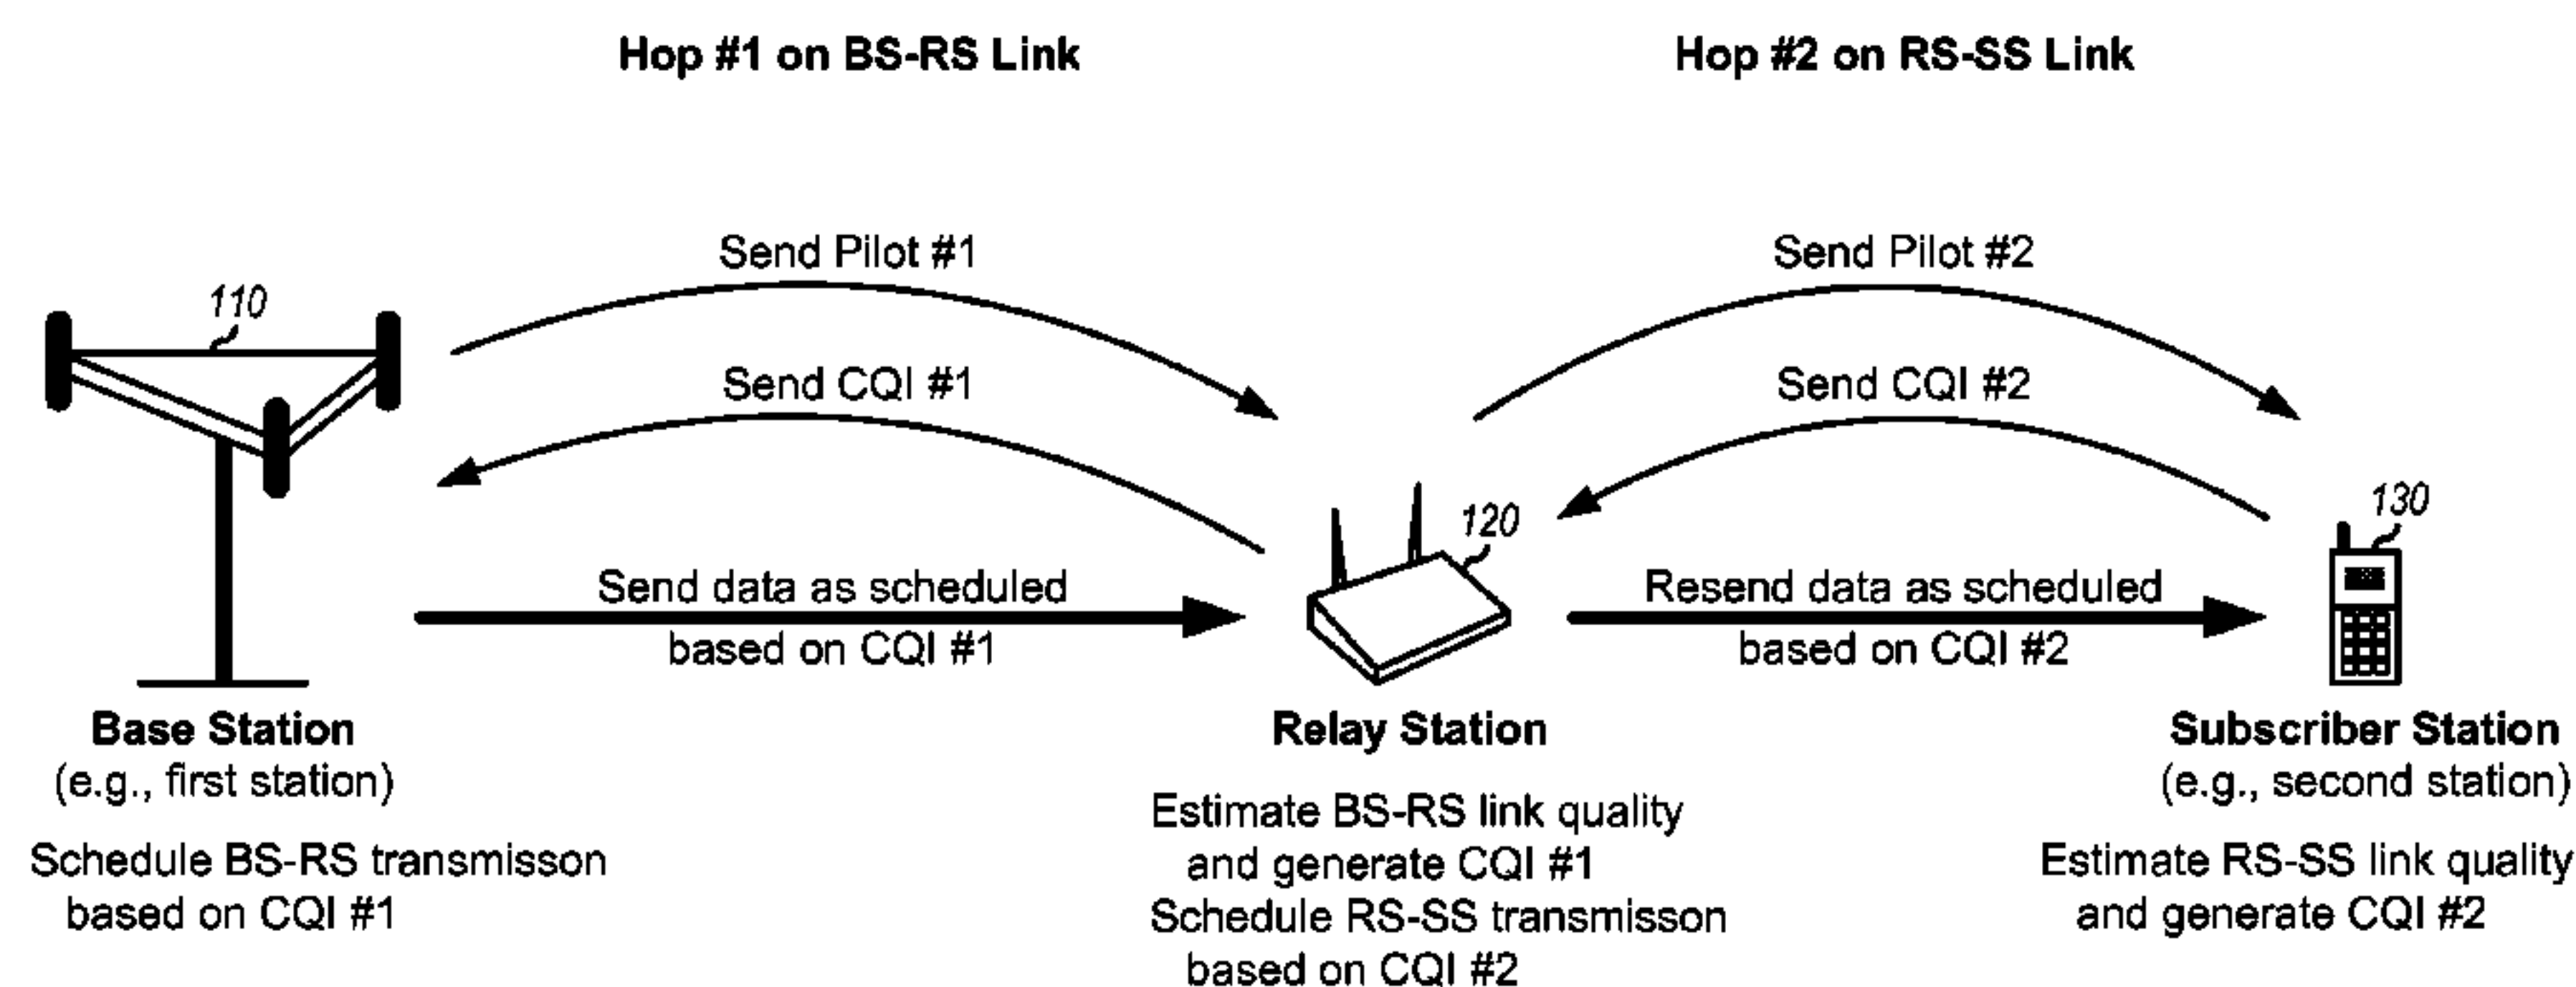 Hop #1 on BS-RS Link
Hop #2 on RS-SS Link
Send Pilot #1
Send Pilot #2
110
Send CQI #1
Send CQI #2
120
130
Send data as scheduled
based on CQI #1
Resend data as scheduled
based on CQI #2
Base Station
(e.g., first station)
Schedule BS-RS transmisson
based on CQI #1
Relay Station
Estimate BS-RS link quality
and generate CQI #1
Schedule RS-SS transmisson
based on CQI #2
Subscriber Station
(e.g., second station)
Estimate RS-SS link quality
and generate CQI #2